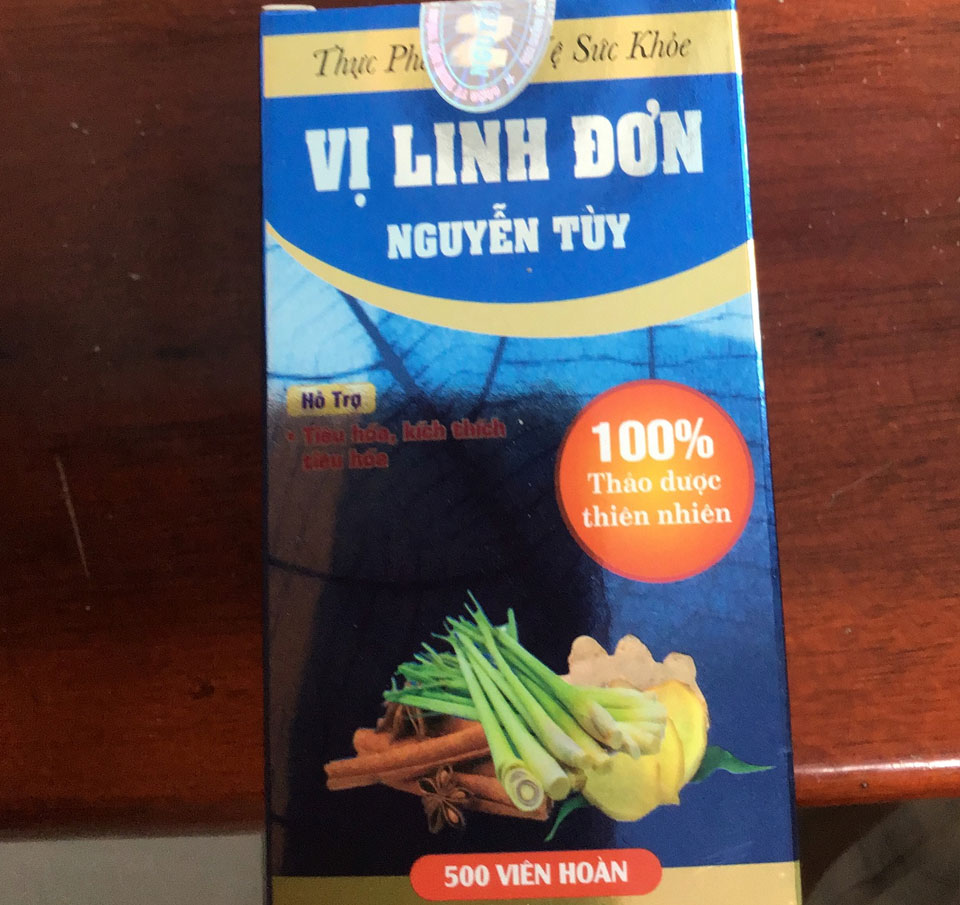 Thực Ph
ệ Sức Khỏe
VỊ LINH ĐƠN
NGUYỄN TÙY
Hỗ Trợ
• Tiêu hóa, kích thích
tiêu hóa
100%
Thảo dược
thiên nhiên
500 VIÊN HOÀN